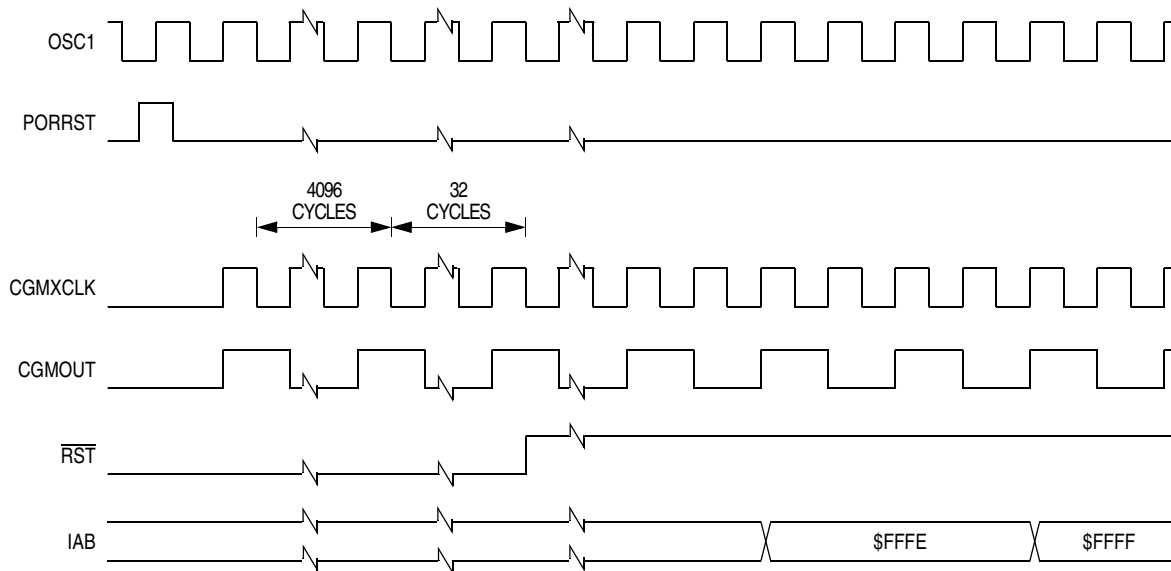 OSC1
PORRST
4096
CYCLES
32
CYCLES
CGMXCLK
CGMOUT
RST
IAB
$FFFE
$FFFF